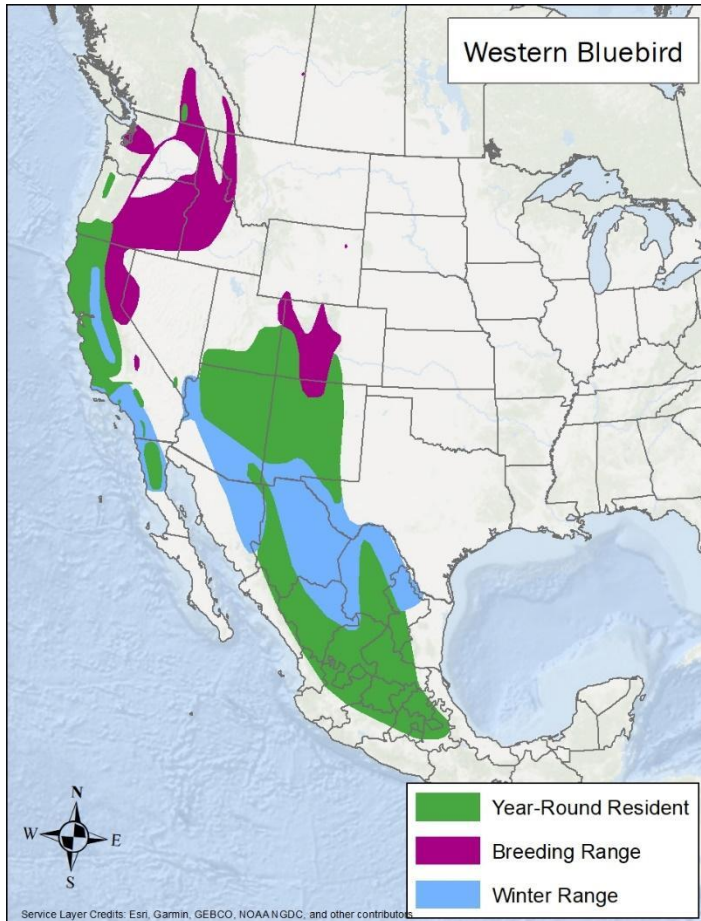 Western Bluebird
N
W E
S
Year-Round Resident
Breeding Range
Winter Range
Service Layer Credits: Esri, Garmin, GEBCO, NOAA NGDC, and other contributors